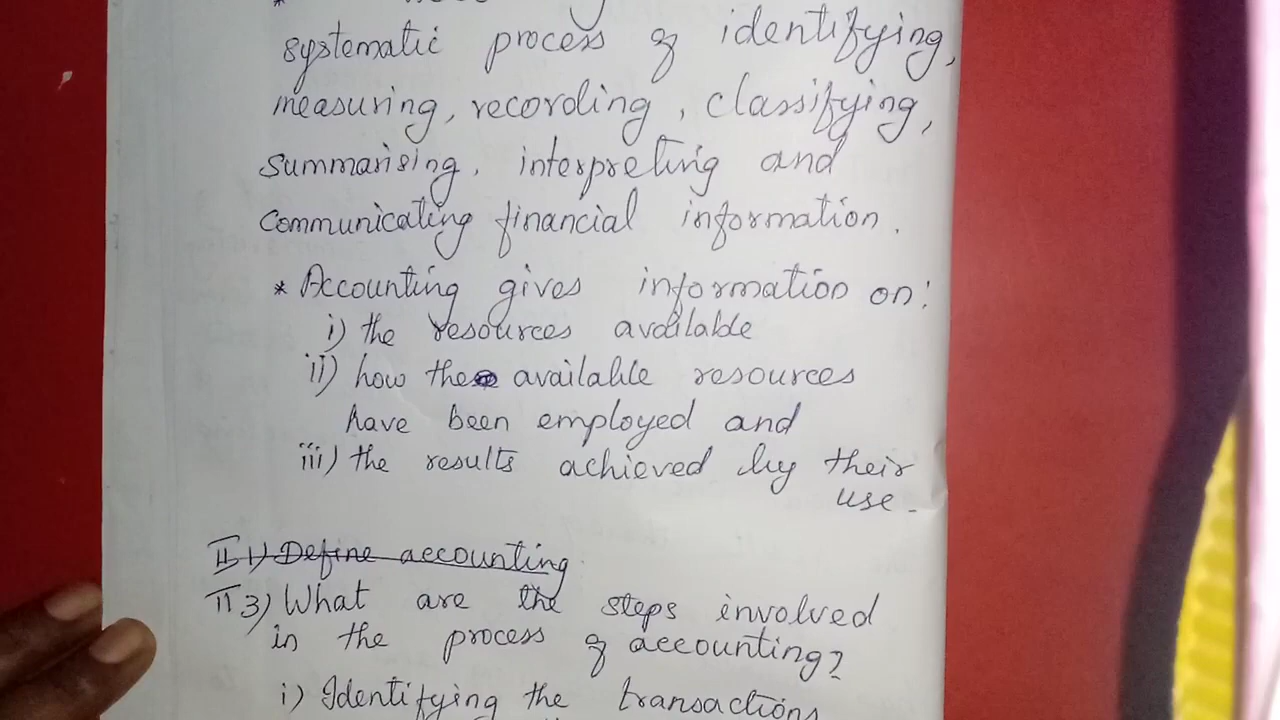 systematic process of identifying,
measuring, recording, classifying,
summarising, interpreting and
communicating financial information.
* Accounting gives information on:
i) the resources available
ii) how the available resources
have been employed and
iii) the results achieved by their
use.
II 1) Define accounting
II 3) What are the steps involved
in the process of accounting?
i) Identifying the transactions